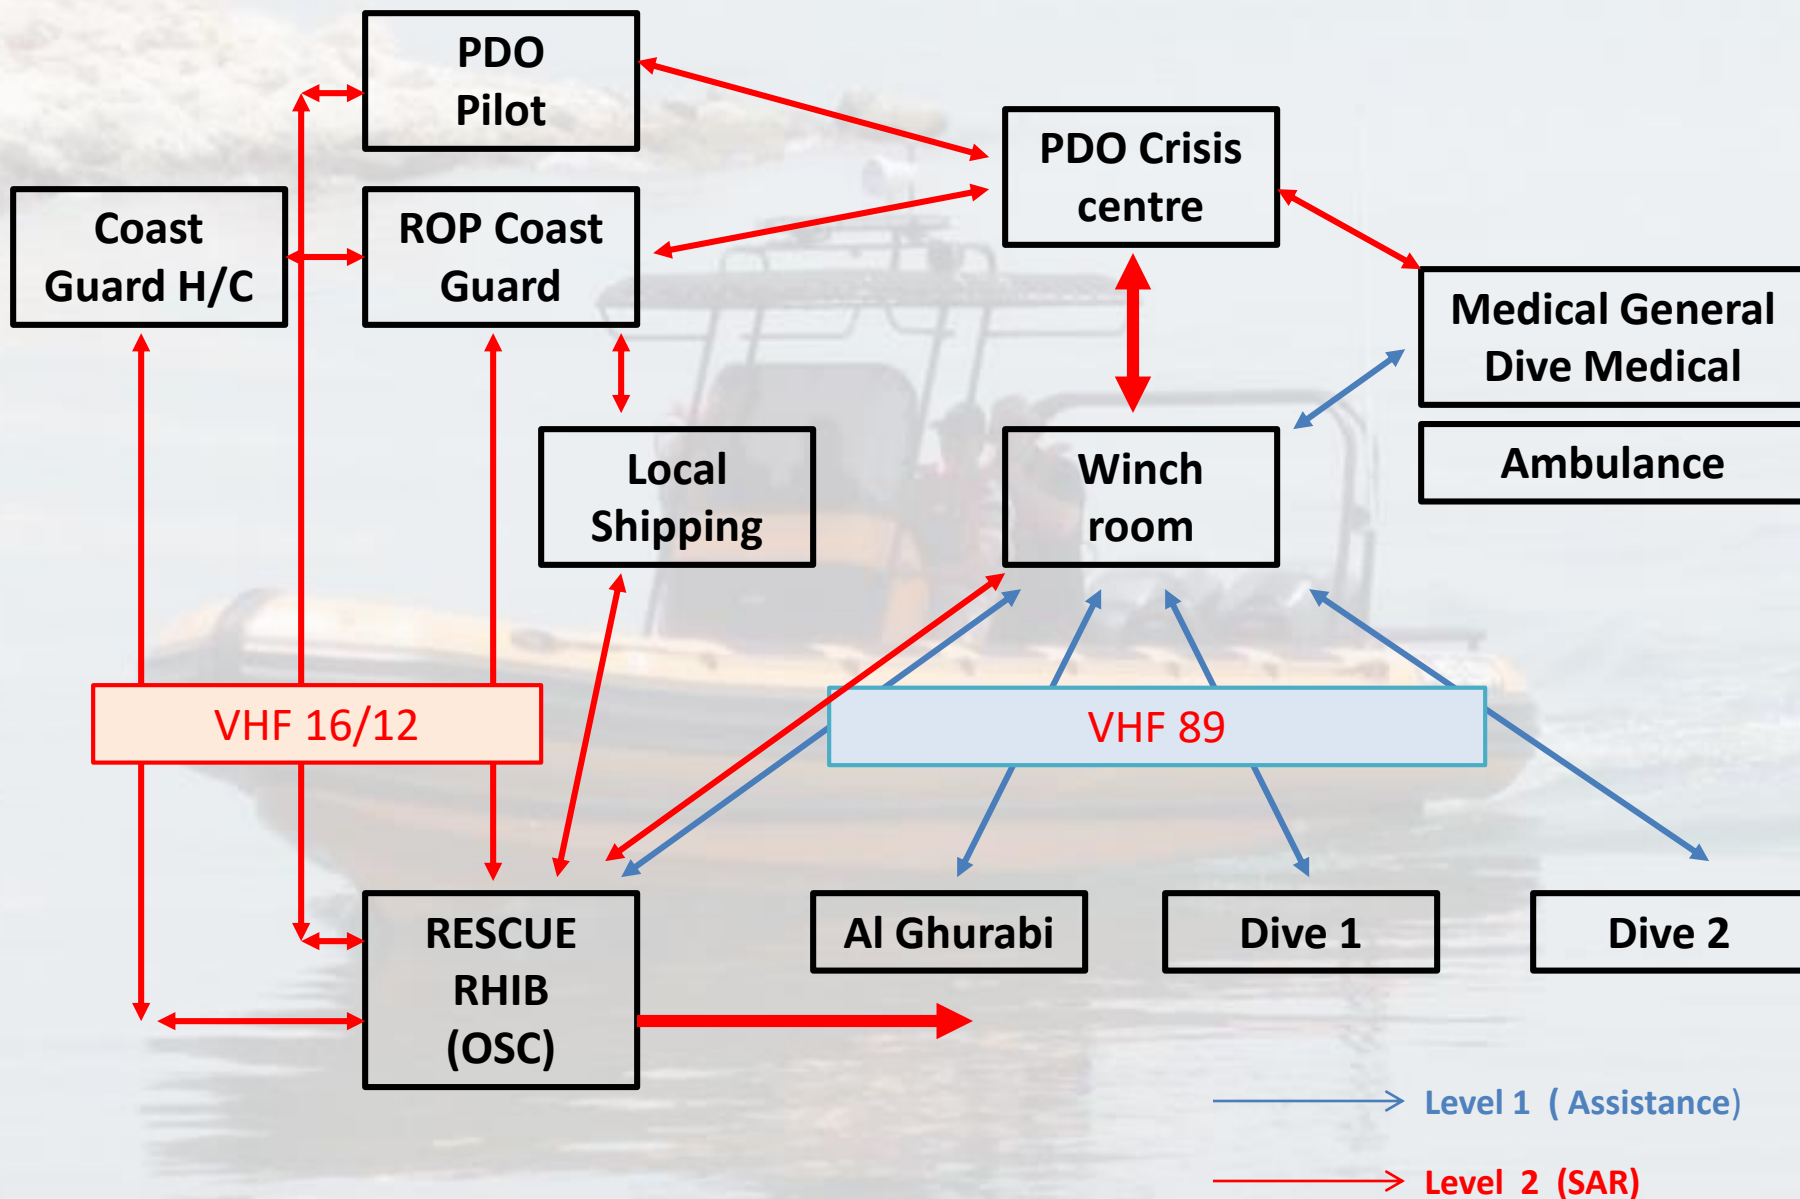 PDO
Pilot
PDO Crisis
centre
Coast
Guard H/C
ROP Coast
Guard
Medical General
Dive Medical
Local
Shipping
Winch
room
Ambulance
VHF 16/12
VHF 89
RESCUE
RHIB
(OSC)
Al Ghurabi
Dive 1
Dive 2
Level 1 ( Assistance)
Level 2 (SAR)